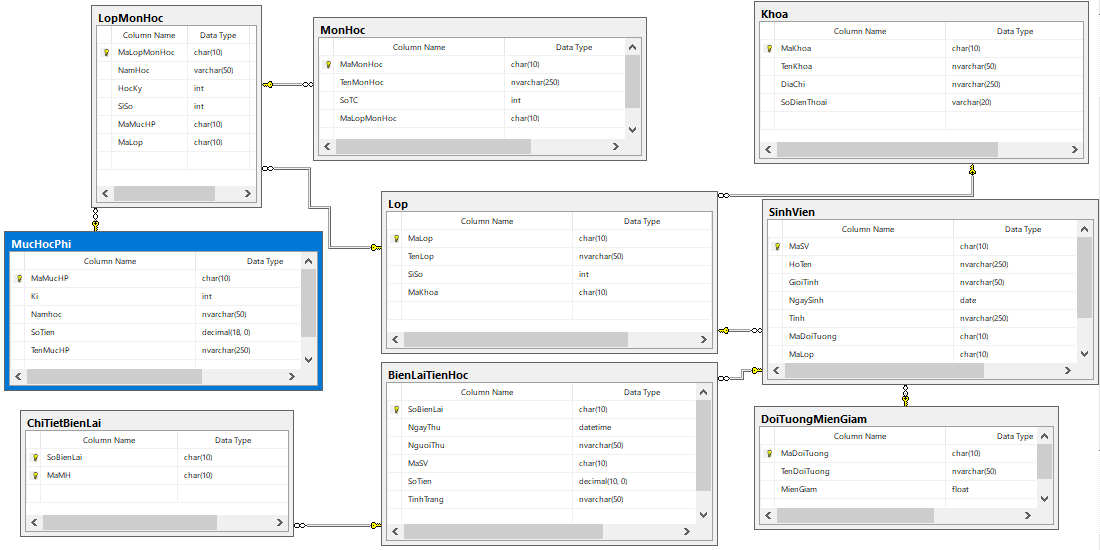 LopMonHoc
Column Name Data Type
MaLopMonHoc char(10)
NamHoc varchar(50)
HocKy int
SiSo int
MaMucHP char(10)
MaLop char(10)
MonHoc
Column Name Data Type
MaMonHoc char(10)
TenMonHoc nvarchar(250)
SoTC int
MaLopMonHoc char(10)
Khoa
Column Name Data Type
MaKhoa char(10)
TenKhoa nvarchar(50)
DiaChi nvarchar(250)
SoDienThoai varchar(20)
MucHocPhi
Column Name Data Type
MaMucHP char(10)
Ki int
Namhoc nvarchar(50)
SoTien decimal(18, 0)
TenMucHP nvarchar(250)
Lop
Column Name Data Type
MaLop char(10)
TenLop nvarchar(50)
SiSo int
MaKhoa char(10)
SinhVien
Column Name Data Type
MaSV char(10)
HoTen nvarchar(250)
GioiTinh nvarchar(50)
NgaySinh date
Tinh nvarchar(250)
MaDoiTuong char(10)
MaLop char(10)
BienLaiTienHoc
Column Name Data Type
SoBienLai char(10)
NgayThu datetime
NguoiThu nvarchar(50)
MaSV char(10)
SoTien decimal(10, 0)
TinhTrang nvarchar(50)
ChiTietBienLai
Column Name Data Type
SoBienLai char(10)
MaMH char(10)
DoiTuongMienGiam
Column Name Data Type
MaDoiTuong char(10)
TenDoiTuong nvarchar(50)
MienGiam float